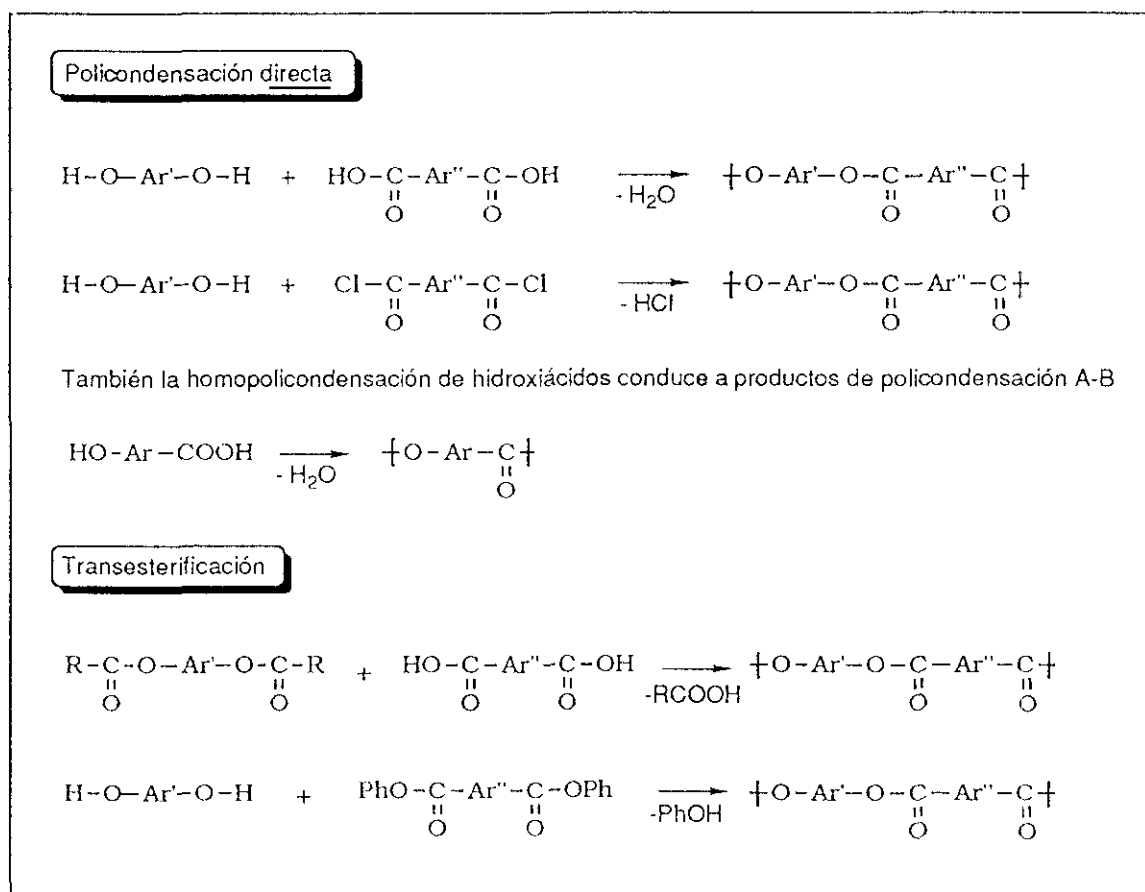 Policondensación directa
H-O-Ar'-O-H + HO-C-Ar''-C-OH -H₂O +O-Ar'-O-C-Ar''-C+
O O O O
H-O-Ar'-O-H + Cl-C-Ar''-C-Cl - HCl +O-Ar'-O-C-Ar''-C+
O O O O
También la homopolicondensación de hidroxiácidos conduce a productos de policondensación A-B
HO-Ar-COOH - H₂O +O-Ar-C+
O
Transesterificación
R-C-O-Ar'-O-C-R + HO-C-Ar''-C-OH -RCOOH +O-Ar'-O-C-Ar''-C+
O O O O O O
H-O-Ar'-O-H + PhO-C-Ar''-C-OPh -PhOH +O-Ar'-O-C-Ar''-C+
O O O O